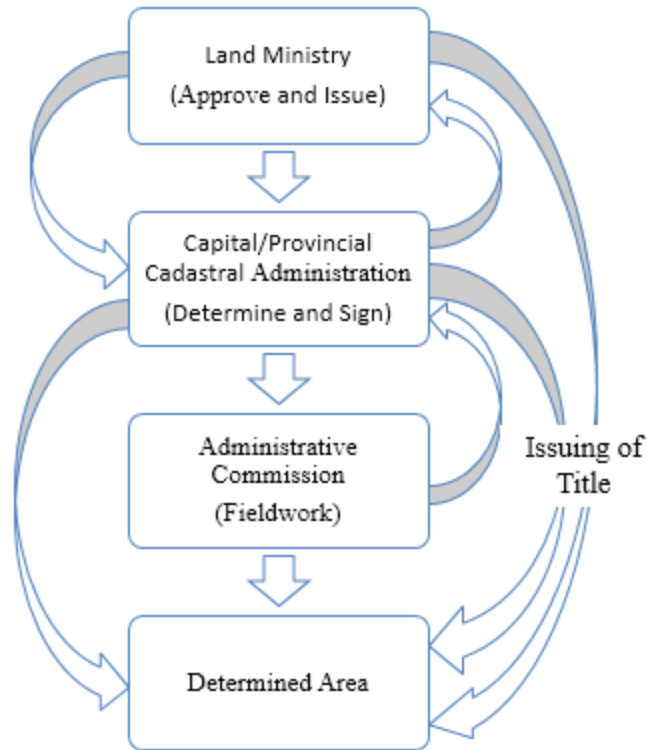 Land Ministry
(Approve and Issue)
Capital/Provincial
Cadastral Administration
(Determine and Sign)
Administrative
Commission
(Fieldwork)
Issuing of
Title
Determined Area